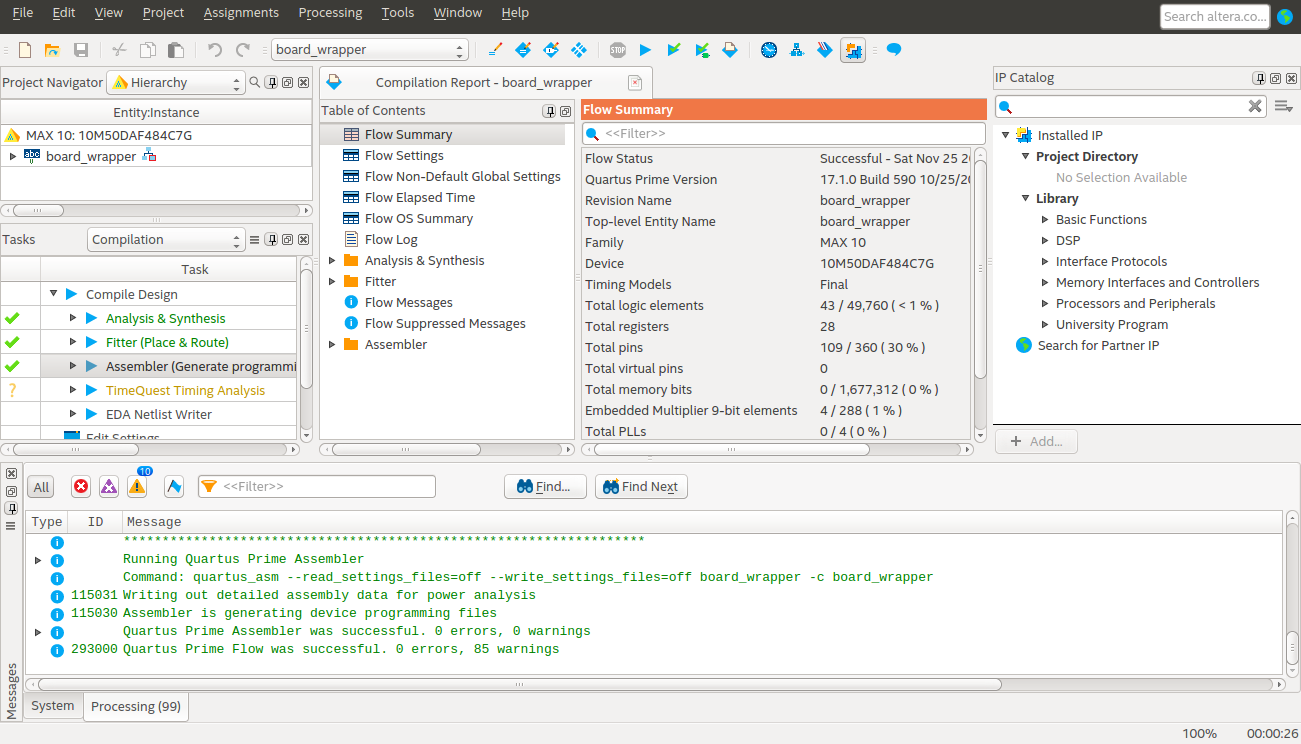 File Edit View Project Assignments Processing Tools Window Help
Search altera.co...
board_wrapper
STOP
Project Navigator Hierarchy
Entity:Instance
MAX 10: 10M50DAF484C7G
abc board_wrapper
Tasks Compilation
Task
Compile Design
Analysis & Synthesis
Fitter (Place & Route)
Assembler (Generate programmi
? TimeQuest Timing Analysis
EDA Netlist Writer
Edit Settings
Compilation Report - board_wrapper
Table of Contents
Flow Summary
Flow Settings
Flow Non-Default Global Settings
Flow Elapsed Time
Flow OS Summary
Flow Log
Analysis & Synthesis
Fitter
Flow Messages
Flow Suppressed Messages
Assembler
Flow Summary
<<Filter>>
Flow Status Successful - Sat Nov 25 20
Quartus Prime Version 17.1.0 Build 590 10/25/20
Revision Name board_wrapper
Top-level Entity Name board_wrapper
Family MAX 10
Device 10M50DAF484C7G
Timing Models Final
Total logic elements 43 / 49,760 ( < 1 % )
Total registers 28
Total pins 109 / 360 ( 30 % )
Total virtual pins 0
Total memory bits 0 / 1,677,312 ( 0 % )
Embedded Multiplier 9-bit elements 4 / 288 ( 1 % )
Total PLLs 0 / 4 ( 0 % )
IP Catalog
Installed IP
Project Directory
No Selection Available
Library
Basic Functions
DSP
Interface Protocols
Memory Interfaces and Controllers
Processors and Peripherals
University Program
Search for Partner IP
+ Add...
All 10 <<Filter>> Find... Find Next
Type ID Message
*******************************************************************
Running Quartus Prime Assembler
Command: quartus_asm --read_settings_files=off --write_settings_files=off board_wrapper -c board_wrapper
115031 Writing out detailed assembly data for power analysis
115030 Assembler is generating device programming files
Quartus Prime Assembler was successful. 0 errors, 0 warnings
293000 Quartus Prime Flow was successful. 0 errors, 85 warnings
Messages
System Processing (99)
100% 00:00:26